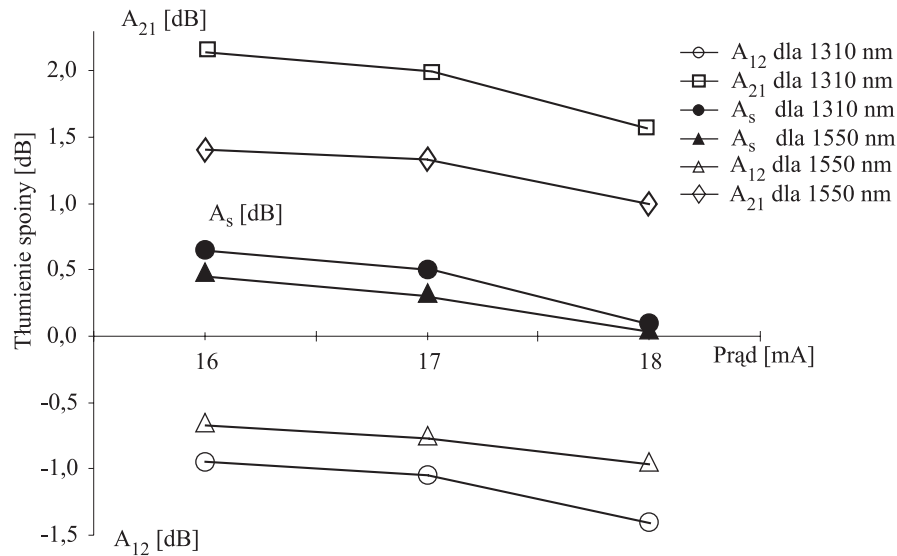 A21 [dB]
2,0
1,5
1,0
0,5
0,0
-0,5
-1,0
-1,5
Tłumienie spoiny [dB]
As [dB]
A12 [dB]
16
17
18
Prąd [mA]
A12 dla 1310 nm
A21 dla 1310 nm
As dla 1310 nm
As dla 1550 nm
A12 dla 1550 nm
A21 dla 1550 nm